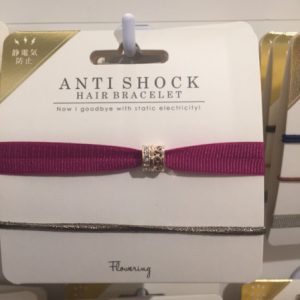 静電気
防止
ANTI SHOCK
HAIR BRACELET
Now I goodbye with static electricity!
Flowering